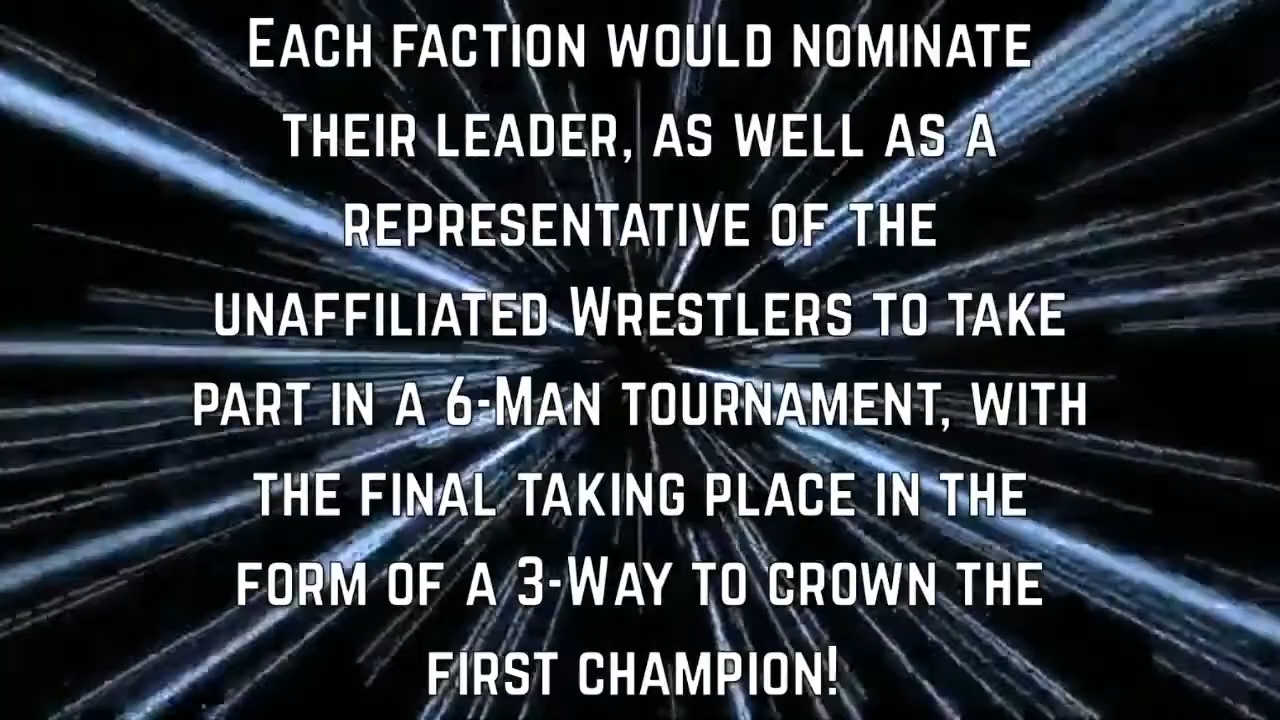 Each faction would nominate
their leader, as well as a
representative of the
unaffiliated Wrestlers to take
part in a 6-Man tournament, with
the final taking place in the
form of a 3-Way to crown the
first champion!